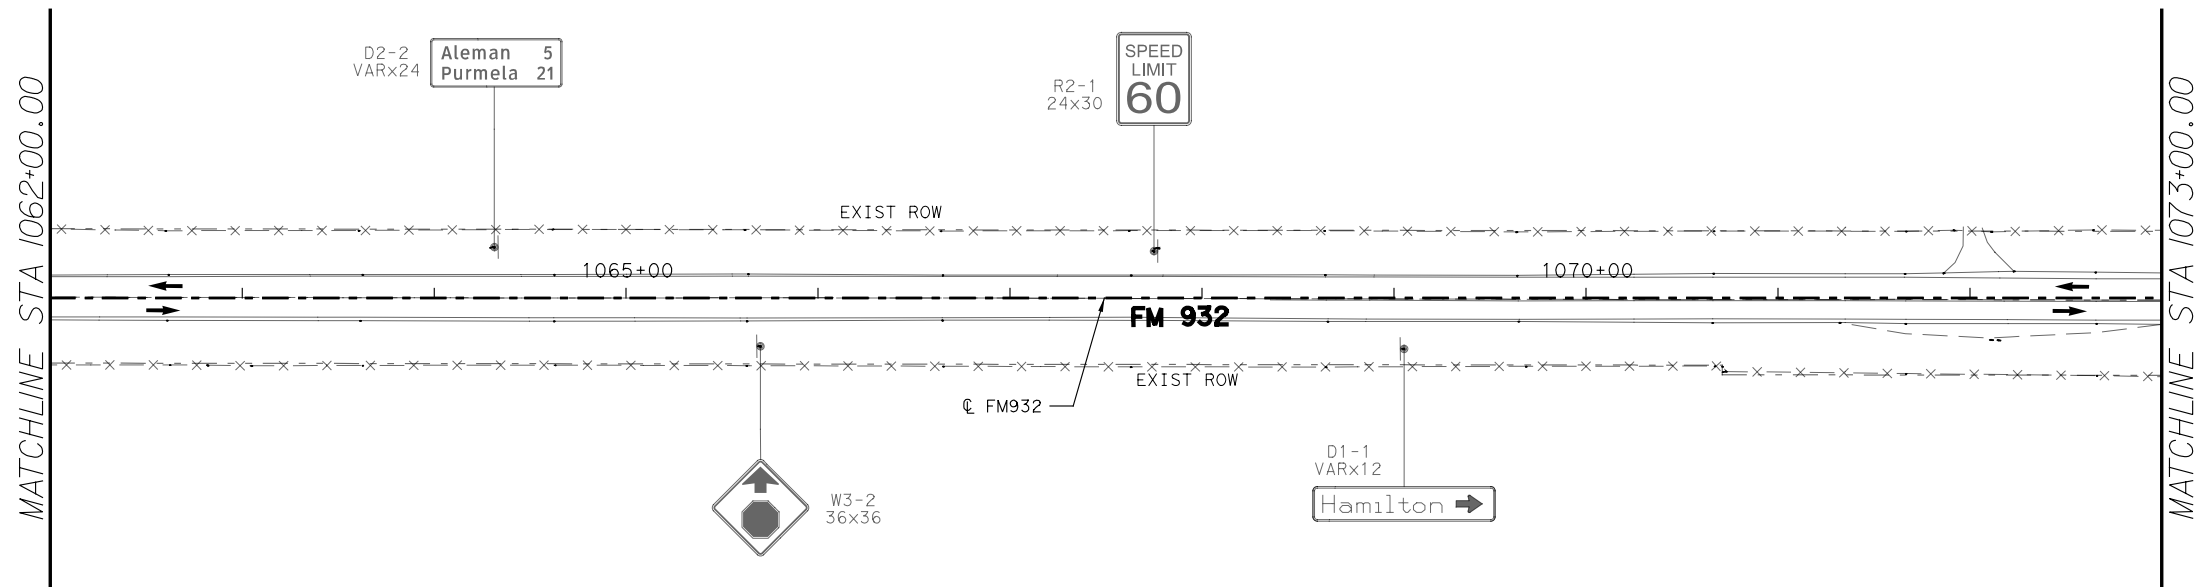 MATCHLINE STA 1062+00.00
D2-2
VARx24
Aleman 5
Purmela 21
R2-1
24x30
SPEED
LIMIT
60
EXIST ROW
1065+00
1070+00
FM 932
EXIST ROW
℄ FM932
W3-2
36x36
D1-1
VARx12
Hamilton
MATCHLINE STA 1073+00.00